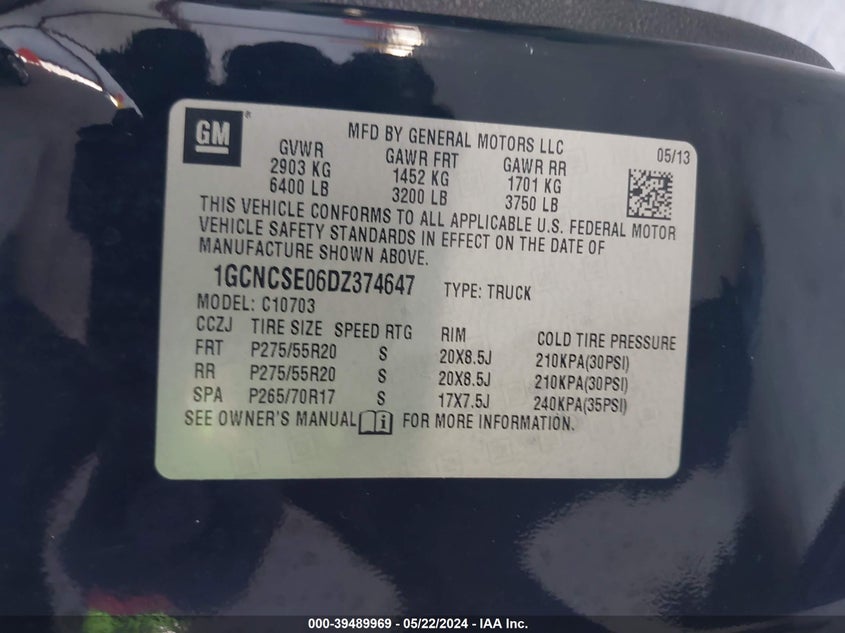 GM®
MFD BY GENERAL MOTORS LLC
05/13
GVWR GAWR FRT GAWR RR
2903 KG 1452 KG 1701 KG
6400 LB 3200 LB 3750 LB
THIS VEHICLE CONFORMS TO ALL APPLICABLE U.S. FEDERAL MOTOR
VEHICLE SAFETY STANDARDS IN EFFECT ON THE DATE OF
MANUFACTURE SHOWN ABOVE.
1GCNCSE06DZ374647 TYPE: TRUCK
MODEL: C10703
CCZJ TIRE SIZE SPEED RTG RIM COLD TIRE PRESSURE
FRT P275/55R20 S 20X8.5J 210KPA(30PSI)
RR P275/55R20 S 20X8.5J 210KPA(30PSI)
SPA P265/70R17 S 17X7.5J 240KPA(35PSI)
SEE OWNER'S MANUAL i FOR MORE INFORMATION.
000-39489969 - 05/22/2024 - IAA Inc.